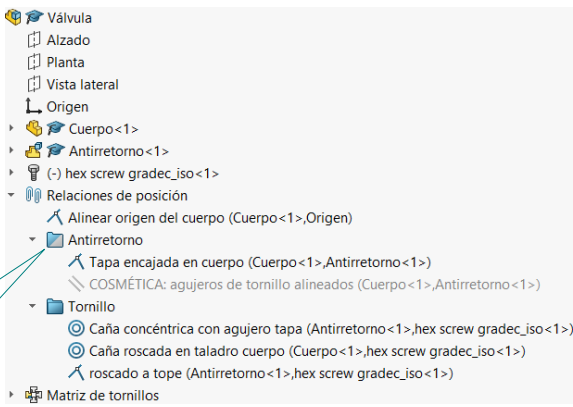 Válvula
Alzado
Planta
Vista lateral
Origen
Cuerpo<1>
Antirretorno<1>
(-) hex screw gradec_iso<1>
Relaciones de posición
Alinear origen del cuerpo (Cuerpo<1>,Origen)
Antirretorno
Tapa encajada en cuerpo (Cuerpo<1>,Antirretorno<1>)
COSMÉTICA: agujeros de tornillo alineados (Cuerpo<1>,Antirretorno<1>)
Tornillo
Caña concéntrica con agujero tapa (Antirretorno<1>,hex screw gradec_iso<1>)
Caña roscada en taladro cuerpo (Cuerpo<1>,hex screw gradec_iso<1>)
roscado a tope (Antirretorno<1>,hex screw gradec_iso<1>)
Matriz de tornillos